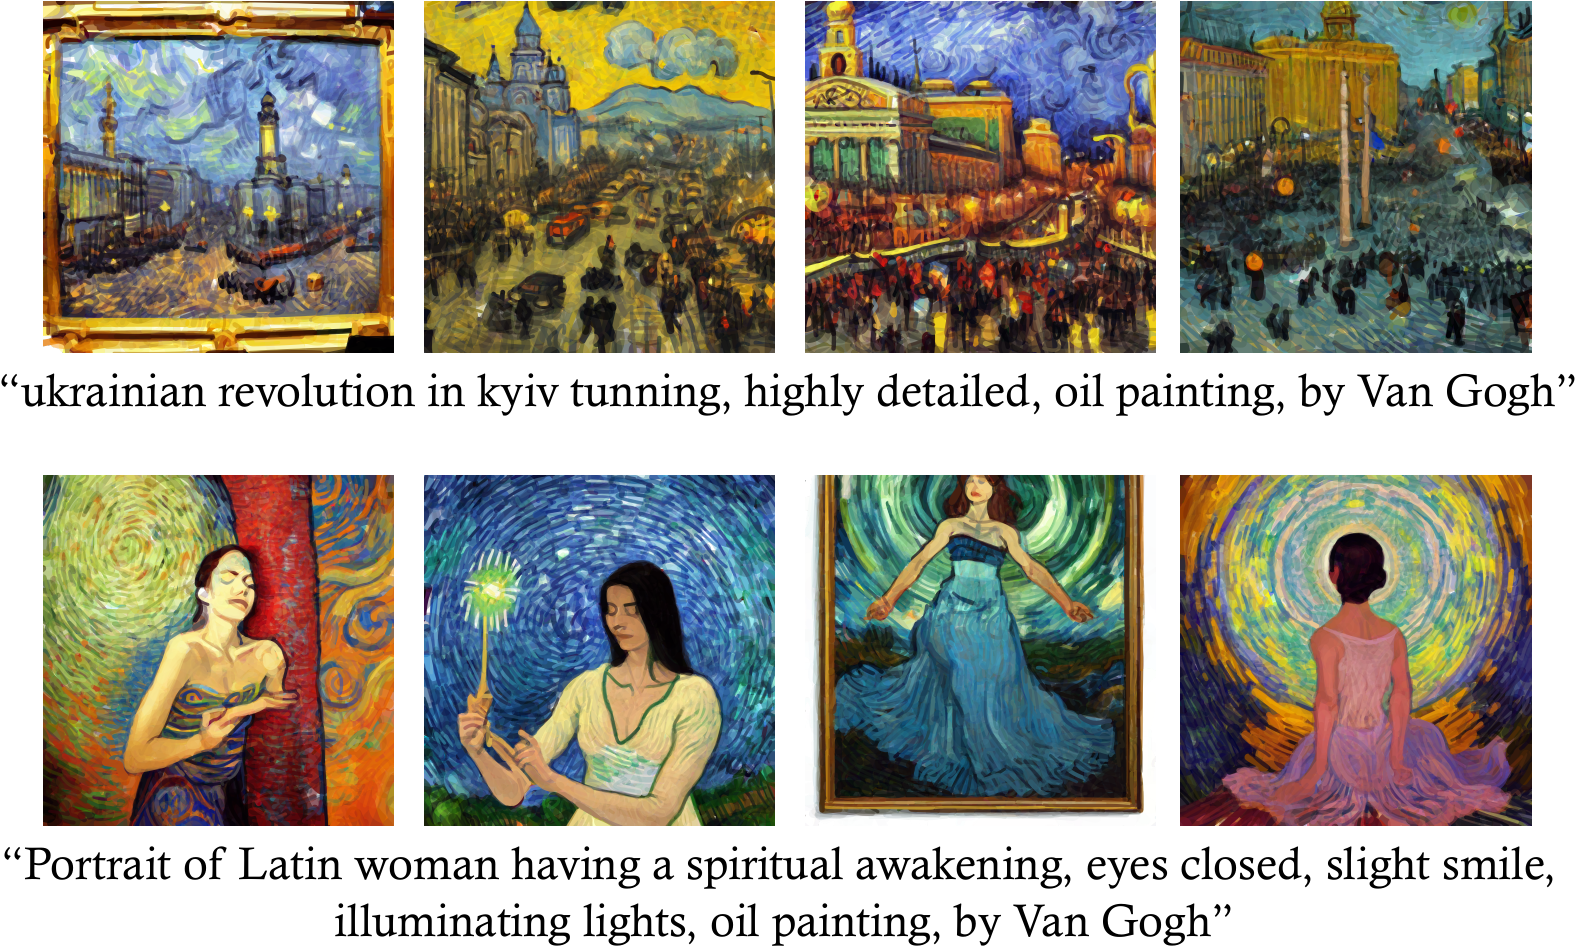 “ukrainian revolution in kyiv tunning, highly detailed, oil painting, by Van Gogh”
“Portrait of Latin woman having a spiritual awakening, eyes closed, slight smile,
illuminating lights, oil painting, by Van Gogh”